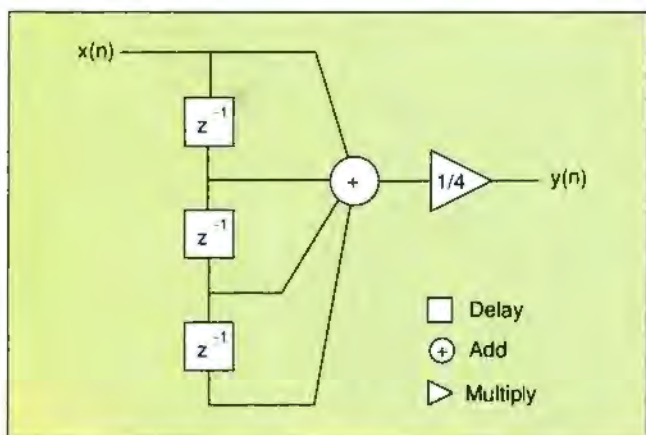 x(n)
z⁻¹
+
1/4
y(n)
z⁻¹
z⁻¹
Delay
+ Add
Multiply